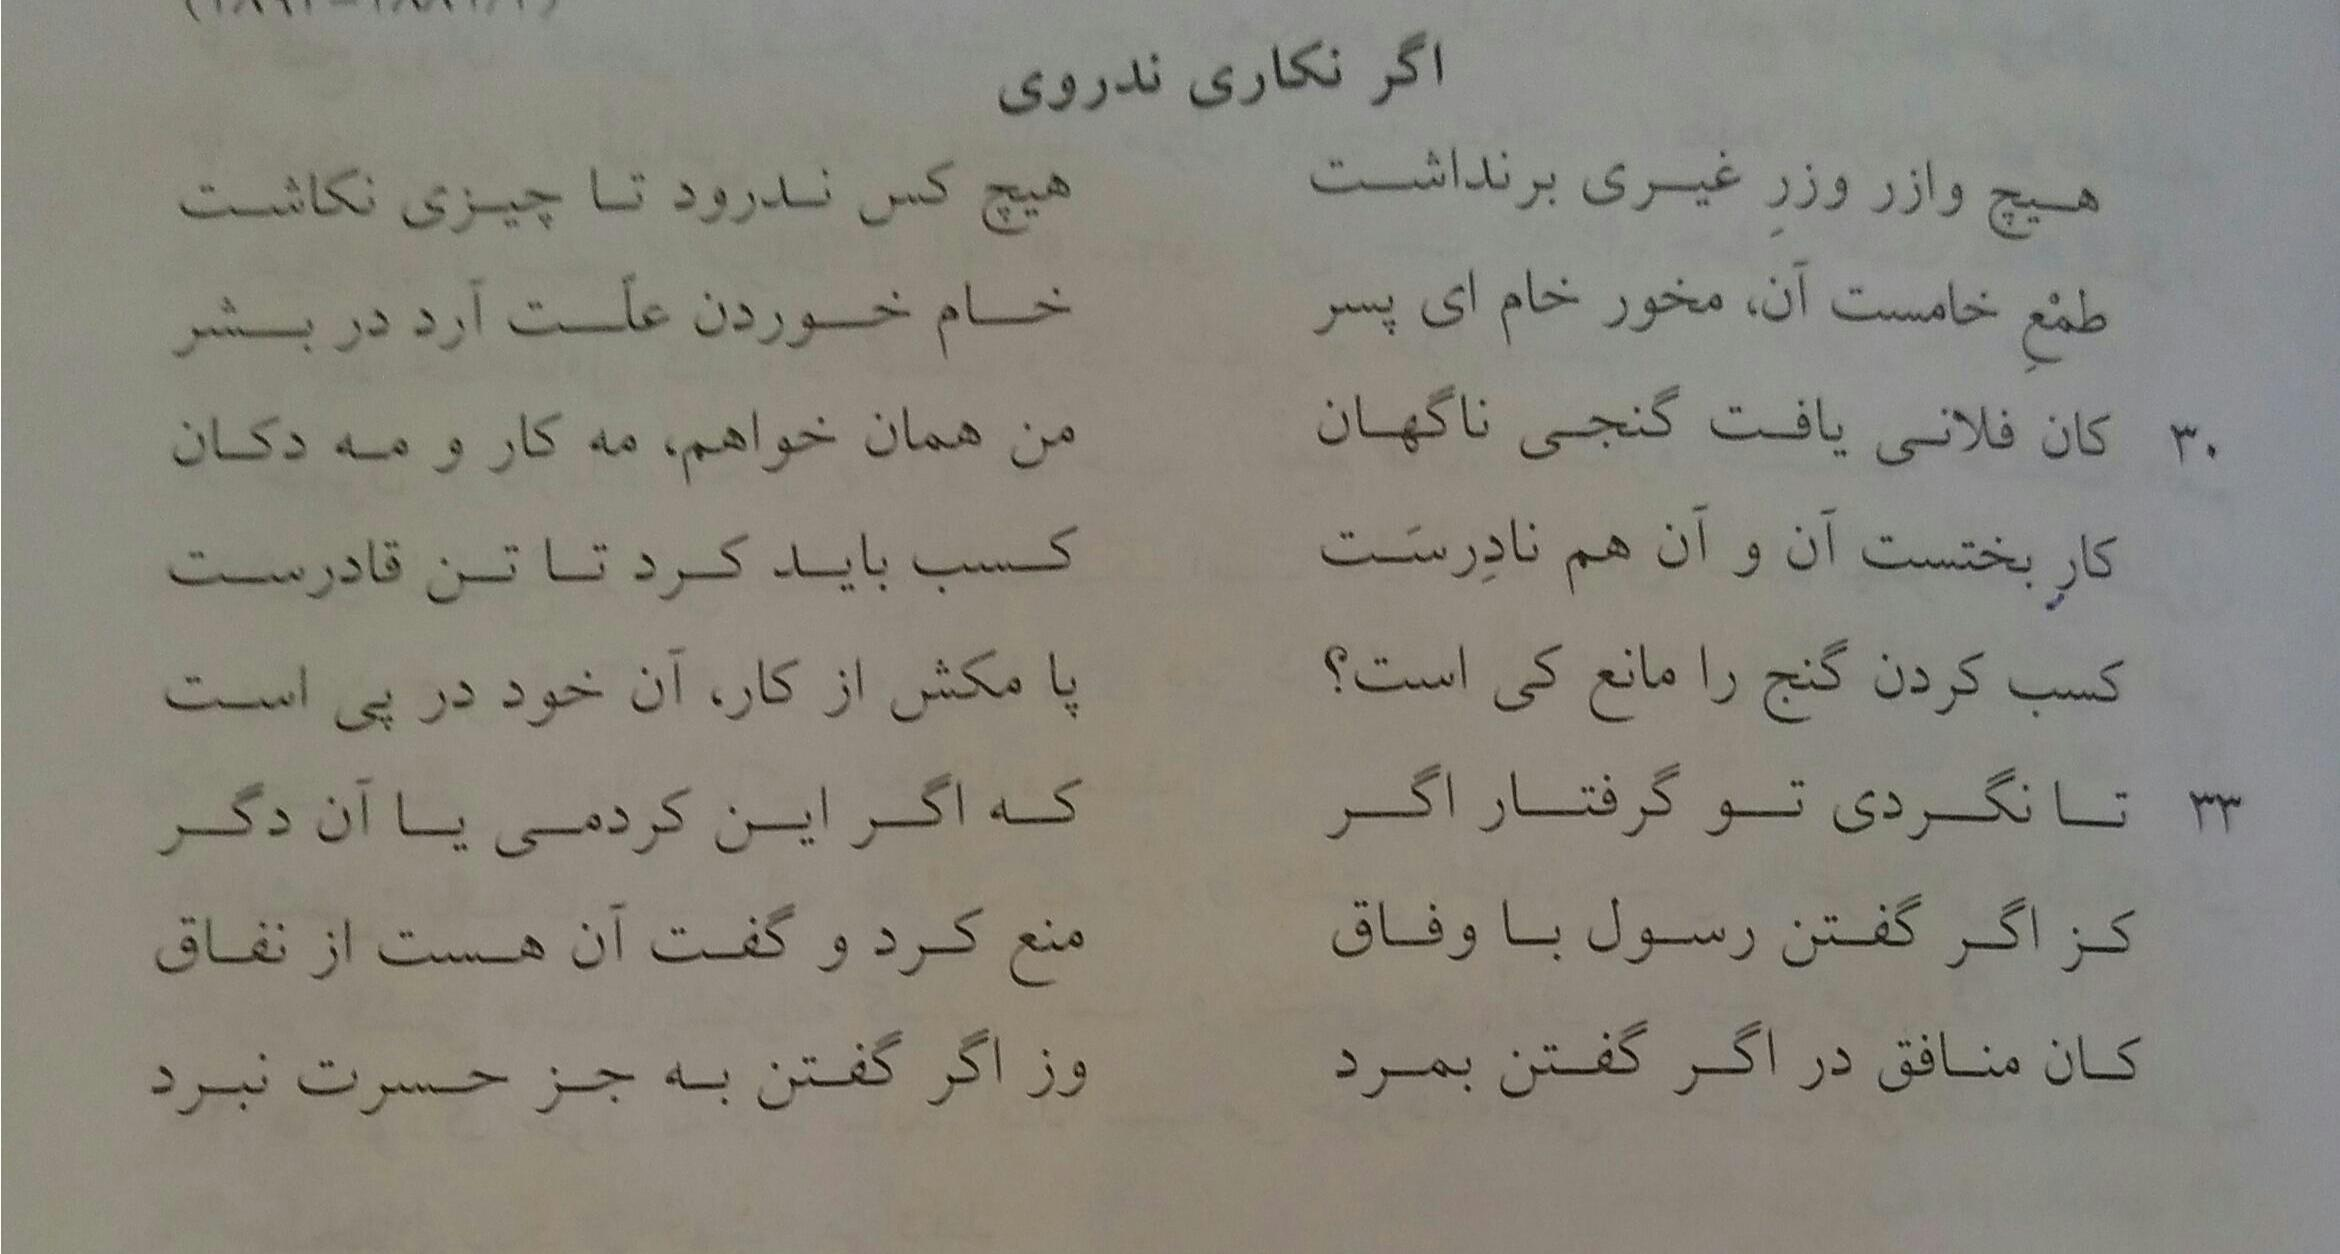 اگر نکاری ندروی
هیچ وازر وزرِ غیری برنداشت هیچ کس ندرود تا چیزی نکاشت
طمْعِ خامست آن، مخور خام ای پسر خام خوردن علّت آرد در بشر
۳۰ کان فلانی یافت گنجی ناگهان من همان خواهم، مه کار و مه دکان
کارِ بختست آن و آن هم نادِرسَت کسب باید کرد تا تن قادرست
کسب کردن گنج را مانع کی است؟ پا مکش از کار، آن خود در پی است
۳۳ تا نگردی تو گرفتار اگر که اگر این کردمی یا آن دگر
کز اگر گفتن رسول با وفاق منع کرد و گفت آن هست از نفاق
کان منافق در اگر گفتن بمرد وز اگر گفتن به جز حسرت نبرد